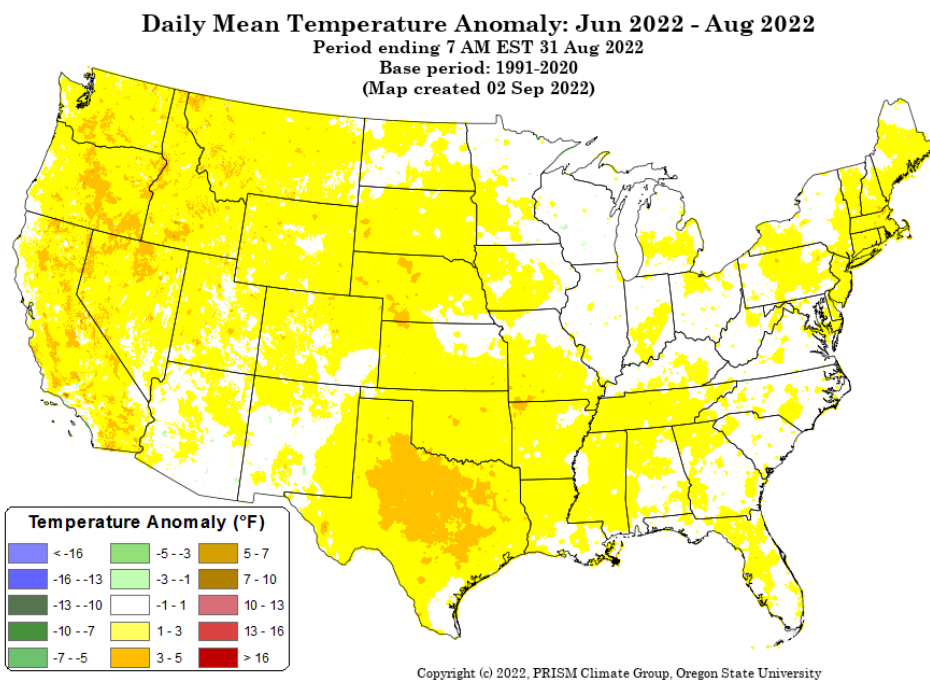 Daily Mean Temperature Anomaly: Jun 2022 - Aug 2022
Period ending 7 AM EST 31 Aug 2022
Base period: 1991-2020
(Map created 02 Sep 2022)
Temperature Anomaly (°F)
< -16
-16 - -13
-13 - -10
-10 - -7
-7 - -5
-5 - -3
-3 - -1
-1 - 1
1 - 3
3 - 5
5 - 7
7 - 10
10 - 13
13 - 16
> 16
Copyright (c) 2022, PRISM Climate Group, Oregon State University